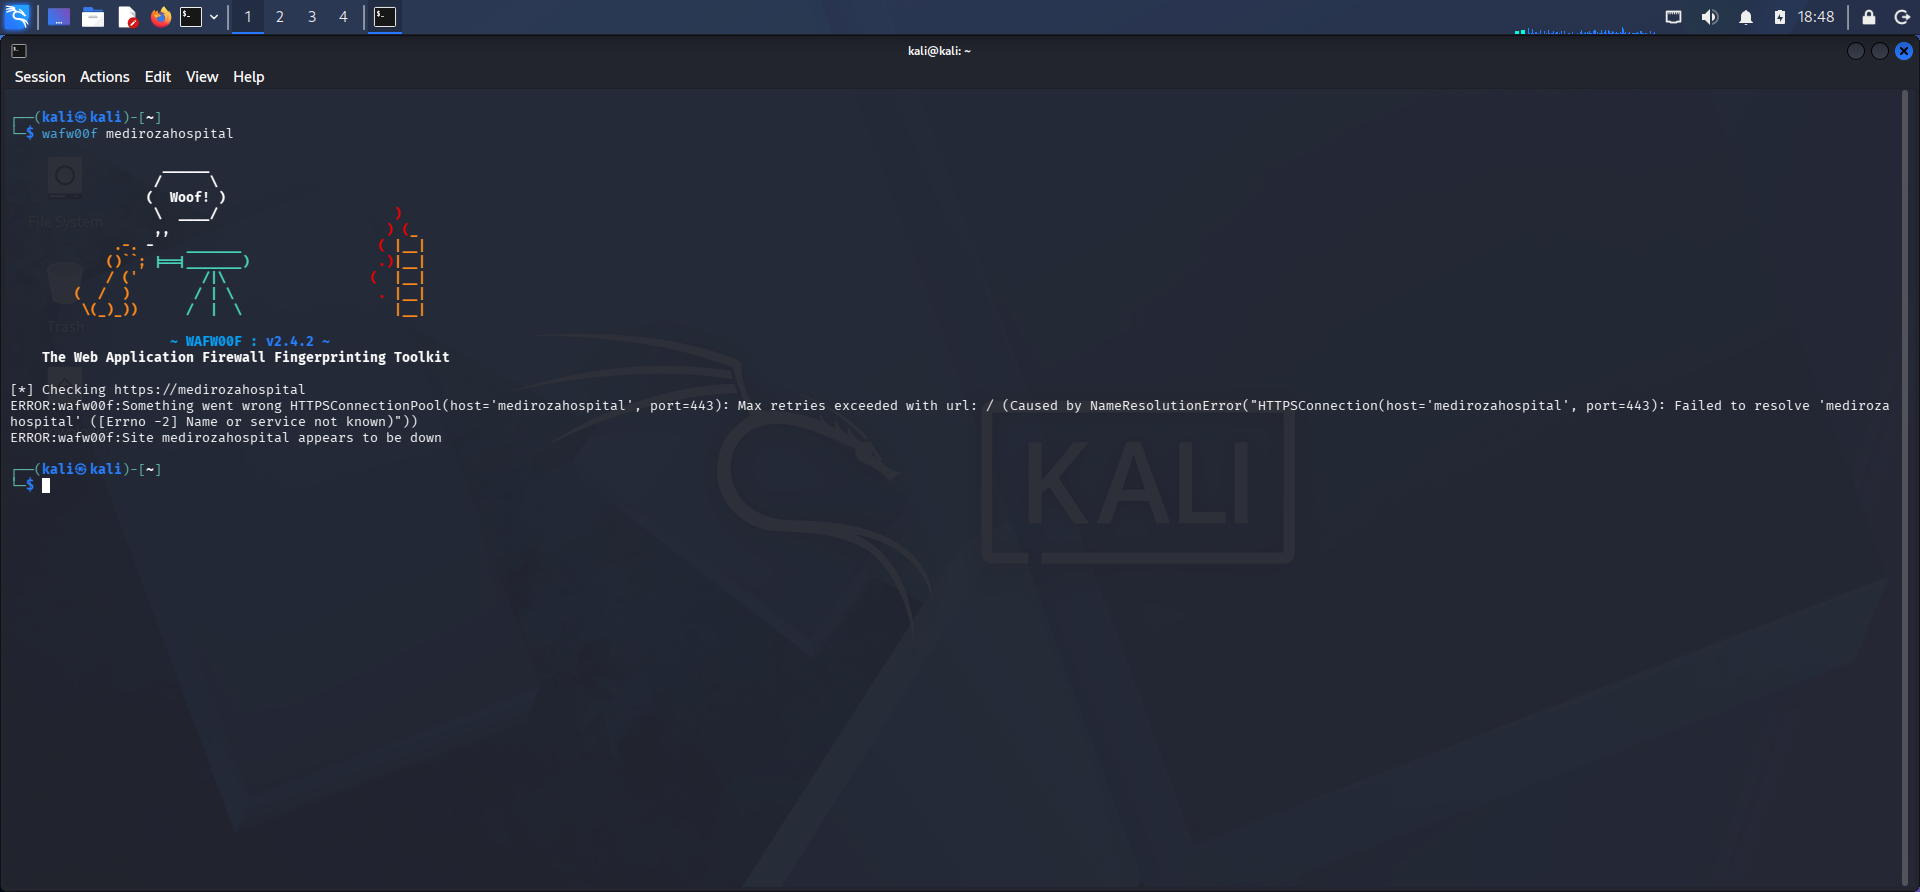 1 2 3 4 18:48
kali@kali: ~
Session Actions Edit View Help
┌──(kali㉿kali)-[~]
└─$ wafw00f medirozahospital
Woof!
File System
Trash
~ WAFW00F : v2.4.2 ~
The Web Application Firewall Fingerprinting Toolkit
[*] Checking https://medirozahospital
ERROR:wafw00f:Something went wrong HTTPSConnectionPool(host='medirozahospital', port=443): Max retries exceeded with url: / (Caused by NameResolutionError("HTTPSConnection(host='medirozahospital', port=443): Failed to resolve 'mediroza
hospital' ([Errno -2] Name or service not known)"))
ERROR:wafw00f:Site medirozahospital appears to be down
┌──(kali㉿kali)-[~]
└─$
KALI